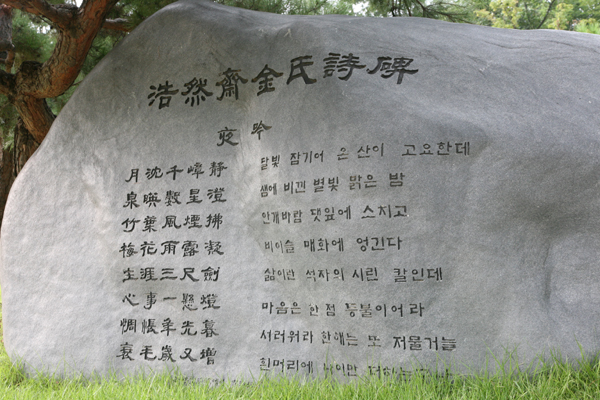 浩然齋金氏詩碑
夜吟
月沈千嶂静
泉暎數星澄
竹葉風煙拂
梅花雨露凝
生涯三尺劍
心事一懸燈
惆悵年光暮
衰毛歲又增
달빛 잠기어 온 산이 고요한데
샘에 비낀 별빛 맑은 밤
안개바람 댓잎에 스치고
비이슬 매화에 엉긴다
삶이란 석자의 시린 칼인데
마음은 한 점 등불이어라
서러워라 한해는 또 저물거늘
흰머리에 나이만